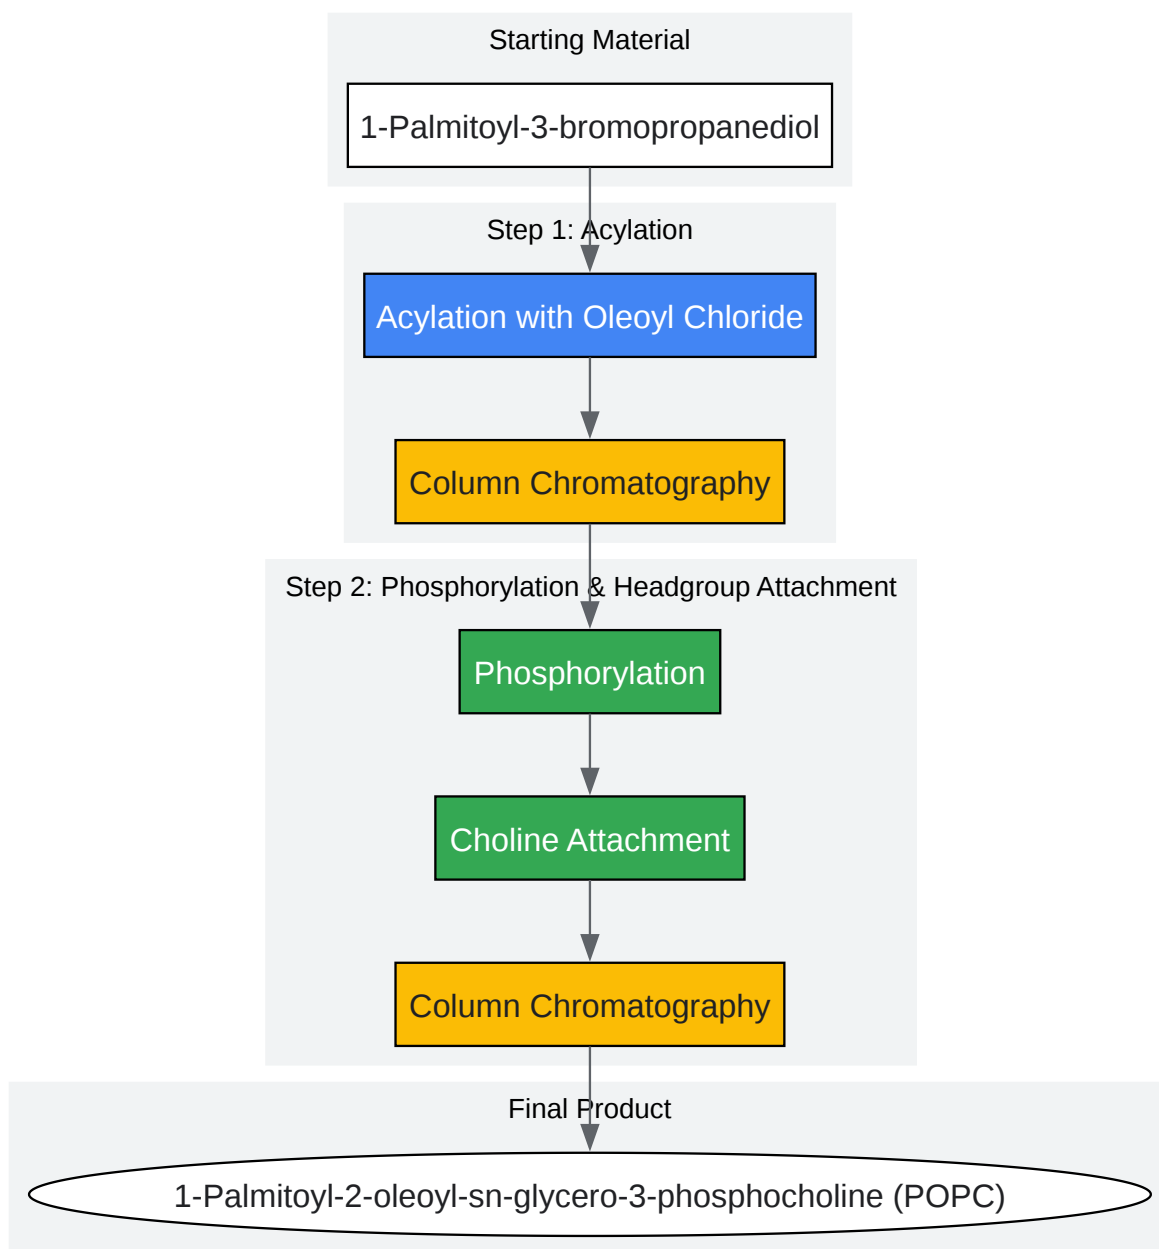 Starting Material
1-Palmitoyl-3-bromopropanediol
Step 1: Acylation
Acylation with Oleoyl Chloride
Column Chromatography
Step 2: Phosphorylation & Headgroup Attachment
Phosphorylation
Choline Attachment
Column Chromatography
Final Product
1-Palmitoyl-2-oleoyl-sn-glycero-3-phosphocholine (POPC)